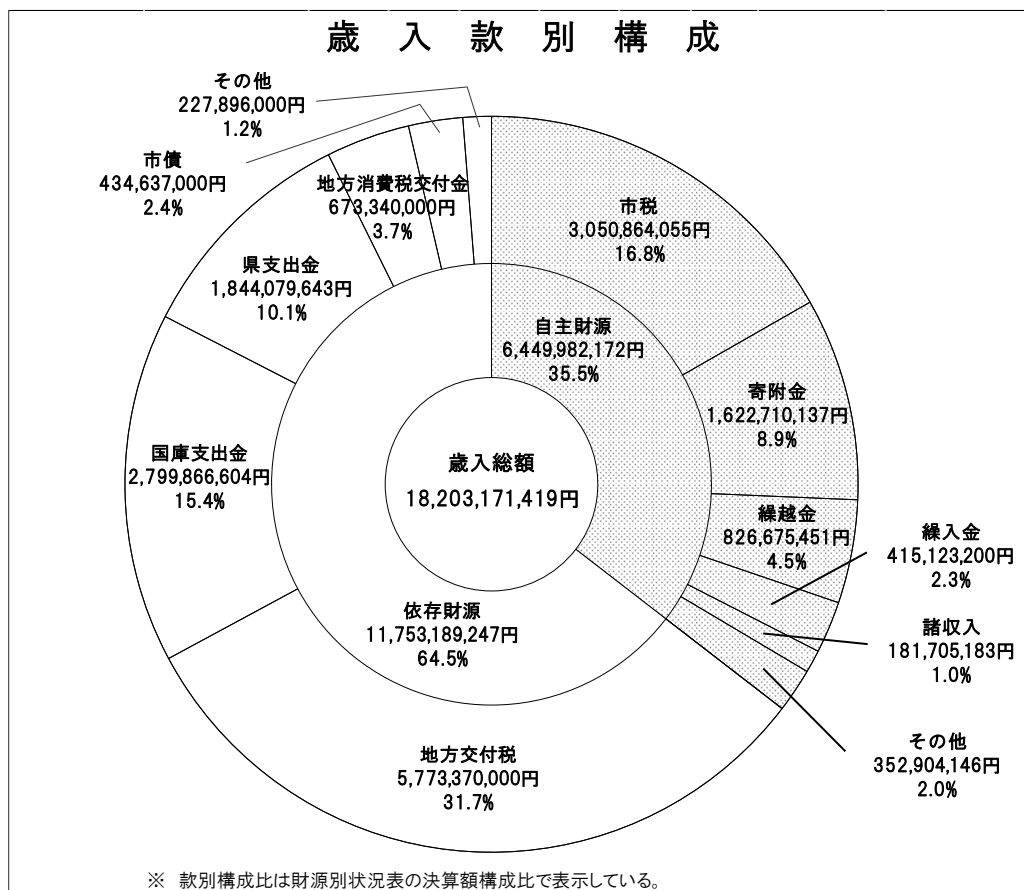 歳入款別構成
その他
227,896,000円
1.2%
市債
434,637,000円
2.4%
地方消費税交付金
673,340,000円
3.7%
県支出金
1,844,079,643円
10.1%
国庫支出金
2,799,866,604円
15.4%
市税
3,050,864,055円
16.8%
自主財源
6,449,982,172円
35.5%
寄附金
1,622,710,137円
8.9%
歳入総額
18,203,171,419円
繰越金
826,675,451円
4.5%
繰入金
415,123,200円
2.3%
諸収入
181,705,183円
1.0%
依存財源
11,753,189,247円
64.5%
その他
352,904,146円
2.0%
地方交付税
5,773,370,000円
31.7%
※ 款別構成比は財源別状況表の決算額構成比で表示している。